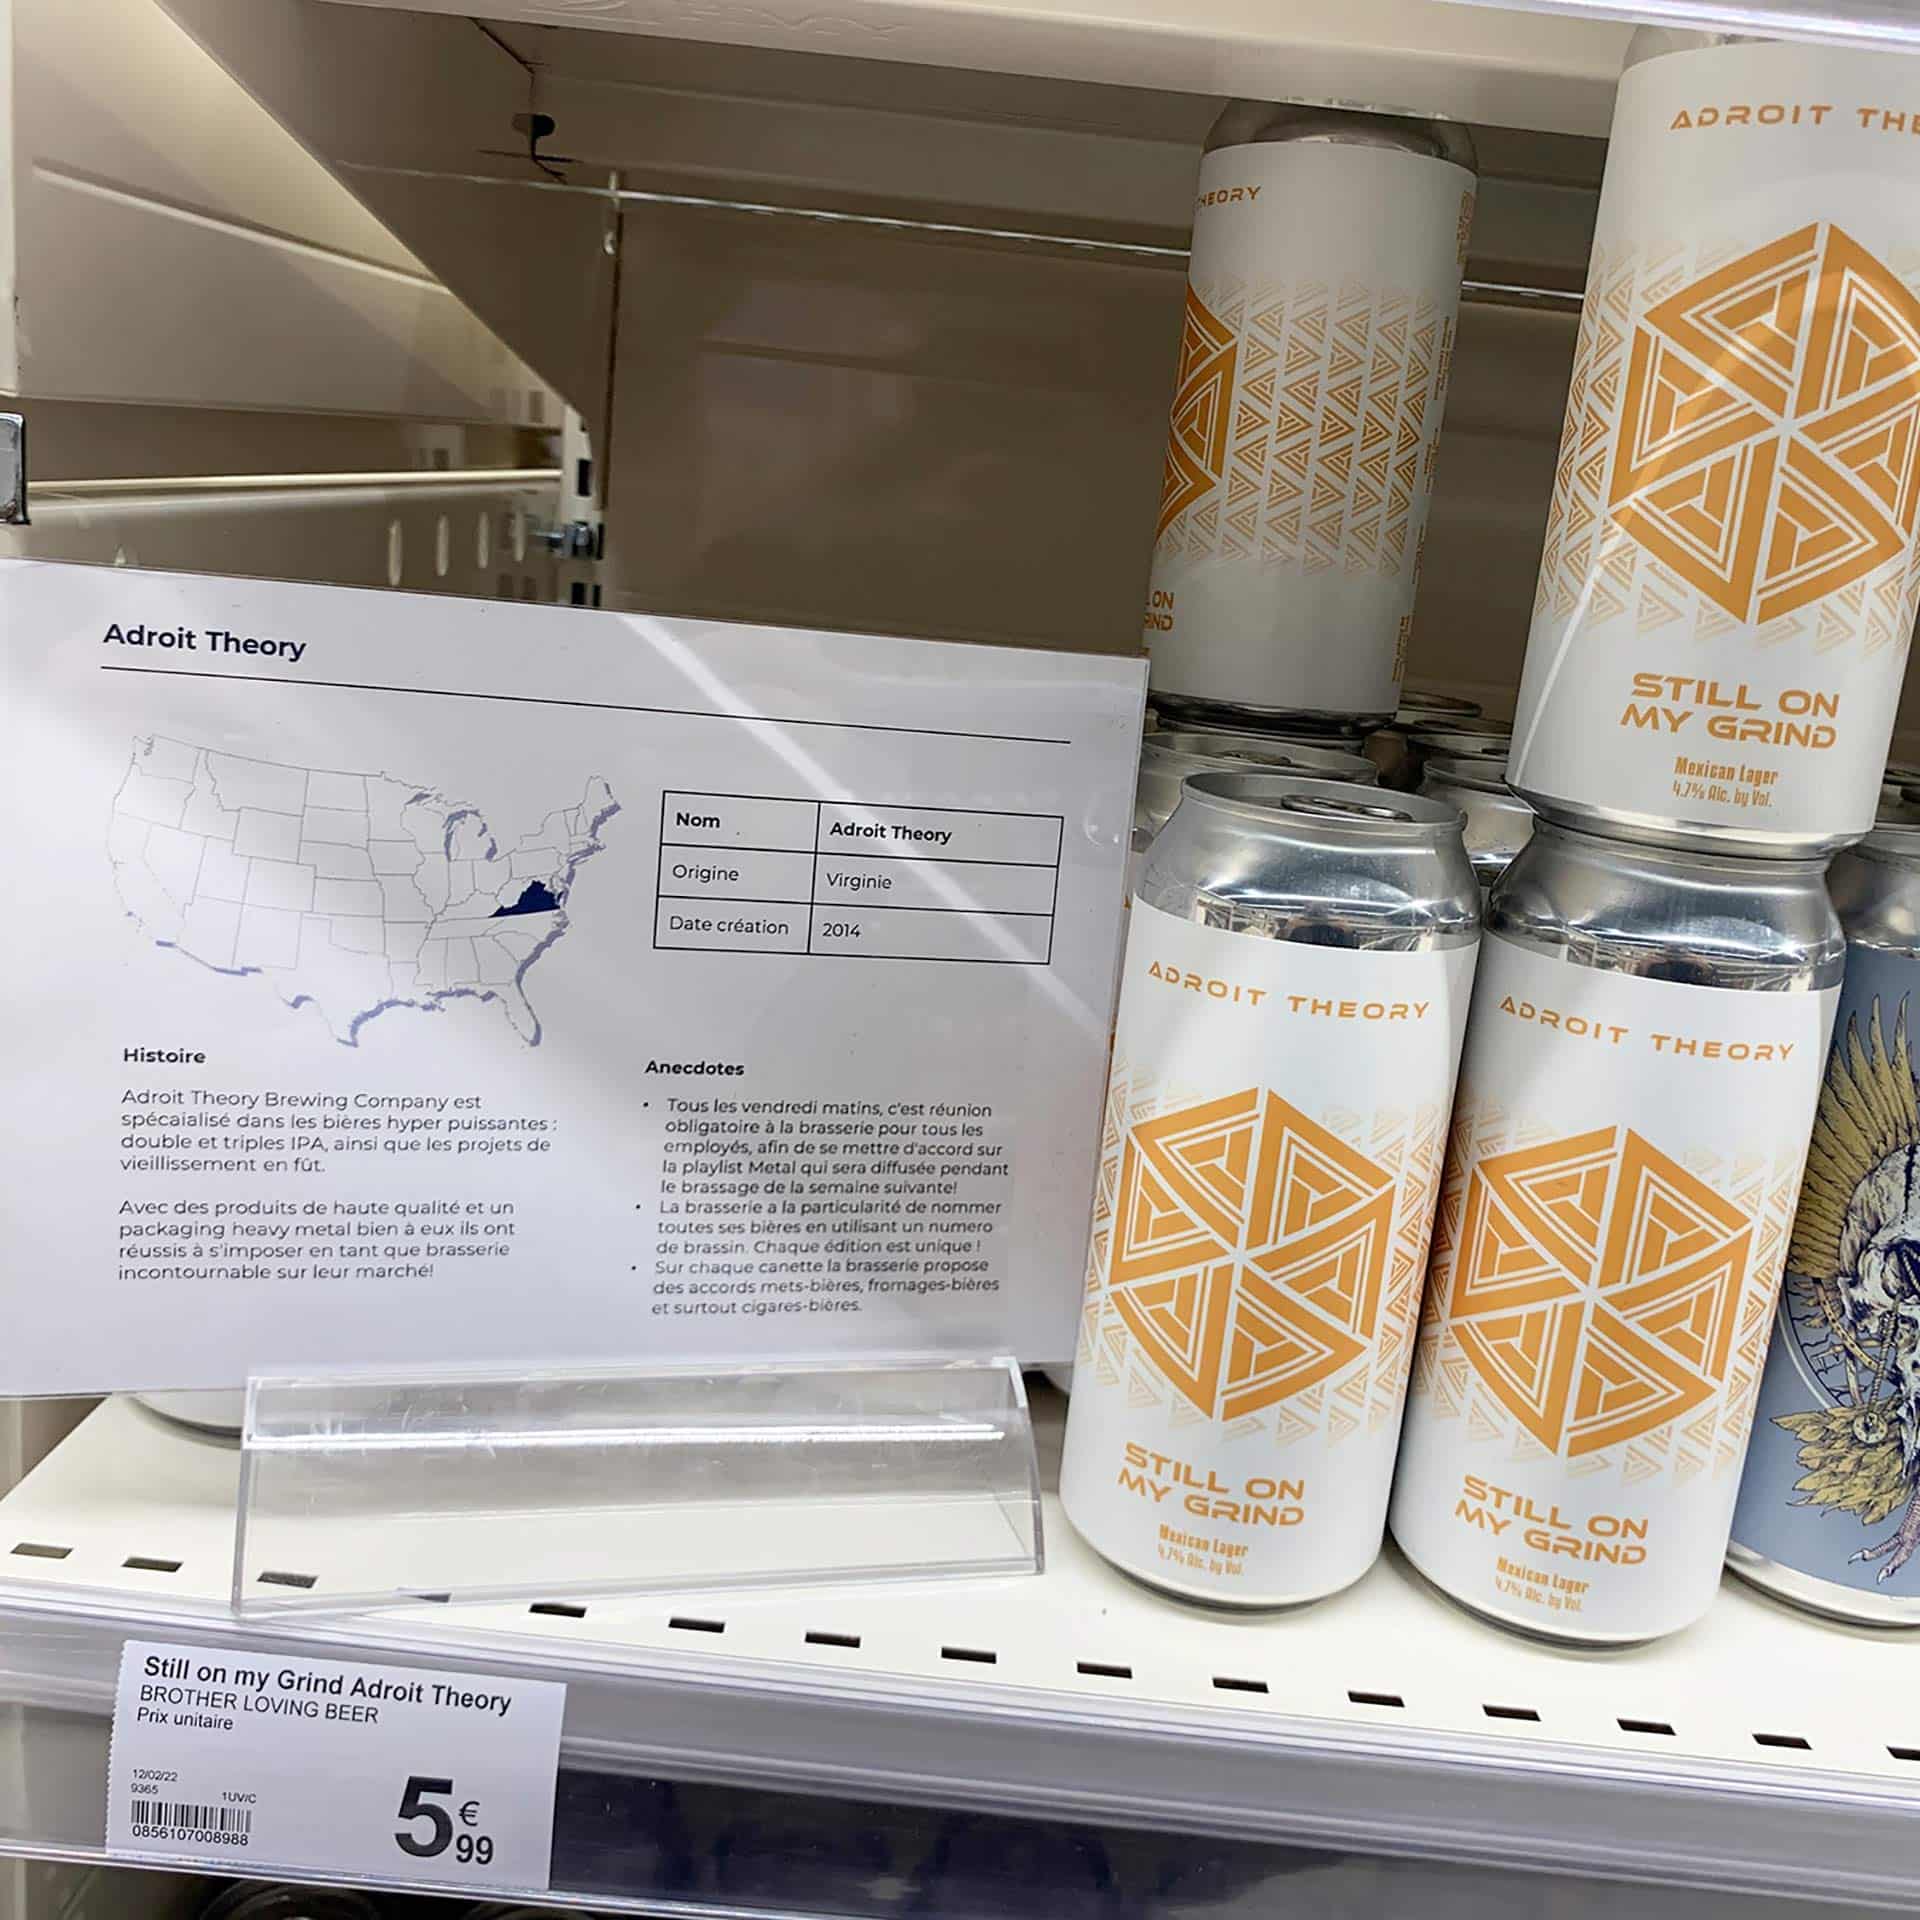 Adroit Theory
Nom Adroit Theory
Origine Virginie
Date création 2014
Histoire
Adroit Theory Brewing Company est
spécaialisé dans les bières hyper puissantes :
double et triples IPA, ainsi que les projets de
vieillissement en fût.
Avec des produits de haute qualité et un
packaging heavy metal bien à eux ils ont
réussis à s'imposer en tant que brasserie
incontournable sur leur marché!
Anecdotes
• Tous les vendredi matins, c'est réunion
obligatoire à la brasserie pour tous les
employés, afin de se mettre d'accord sur
la playlist Metal qui sera diffusée pendant
le brassage de la semaine suivante!
• La brasserie a la particularité de nommer
toutes ses bières en utilisant un numero
de brassin. Chaque édition est unique !
• Sur chaque canette la brasserie propose
des accords mets-bières, fromages-bières
et surtout cigares-bières.
HEORY
ON
ADROIT THE
STILL ON
MY GRIND
Mexican Lager
4.7% Alc. by Vol.
ADROIT THEORY
STILL ON
MY GRIND
Mexican Lager
4.7% Alc. by Vol.
ADROIT THEORY
STILL ON
MY GRIND
Mexican Lager
4.7% Alc. by Vol.
Still on my Grind Adroit Theory
BROTHER LOVING BEER
Prix unitaire
12/02/22
9365 1UV/C
0856107008988
5€99